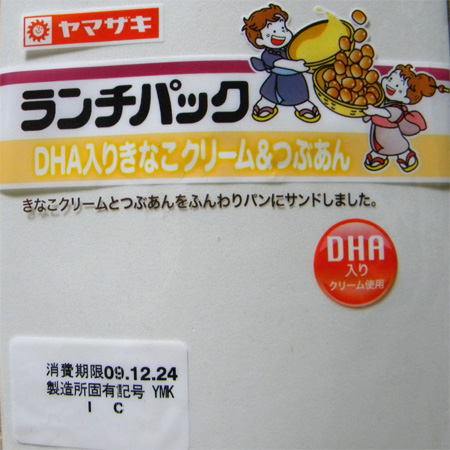 ヤマザキ
ランチパック
DHA入りきなこクリーム&つぶあん
きなこクリームとつぶあんをふんわりパンにサンドしました。
DHA
入り
クリーム使用
消費期限09.12.24
製造所固有記号 YMK
I C